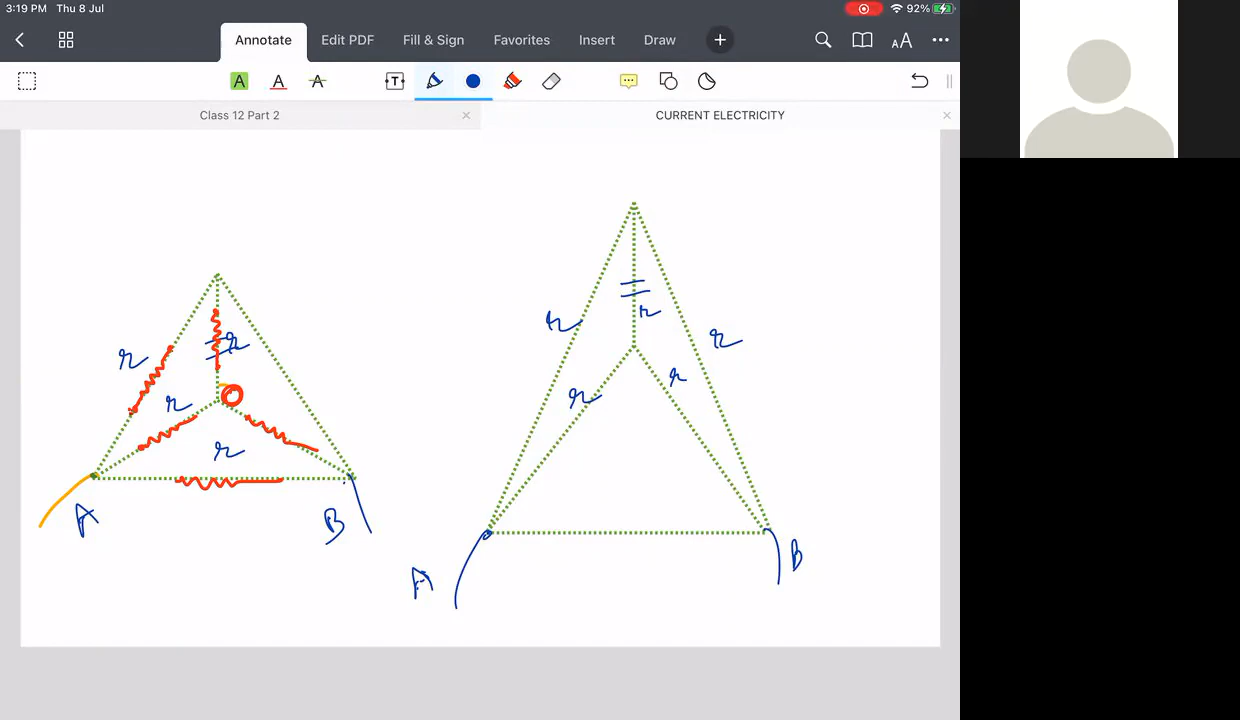 3:19 PM Thu 8 Jul
92%
Annotate Edit PDF Fill & Sign Favorites Insert Draw
A A A T AA
Class 12 Part 2
CURRENT ELECTRICITY
r r r r
A B
r r r r r
A B